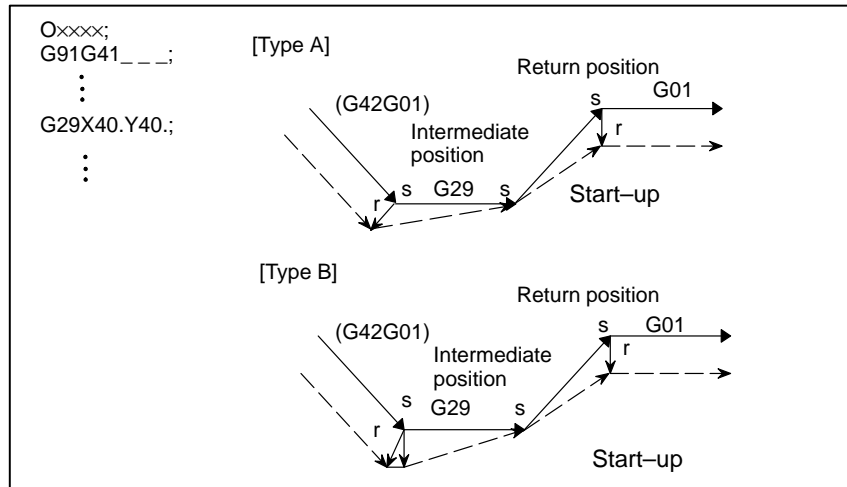 O××××;
G91G41_ _ _;
G29X40.Y40.;
[Type A]
Return position
s G01
(G42G01)
r
Intermediate
position
s G29 s
r
Start–up
[Type B]
Return position
s G01
(G42G01)
r
Intermediate
position
s G29 s
r
Start–up